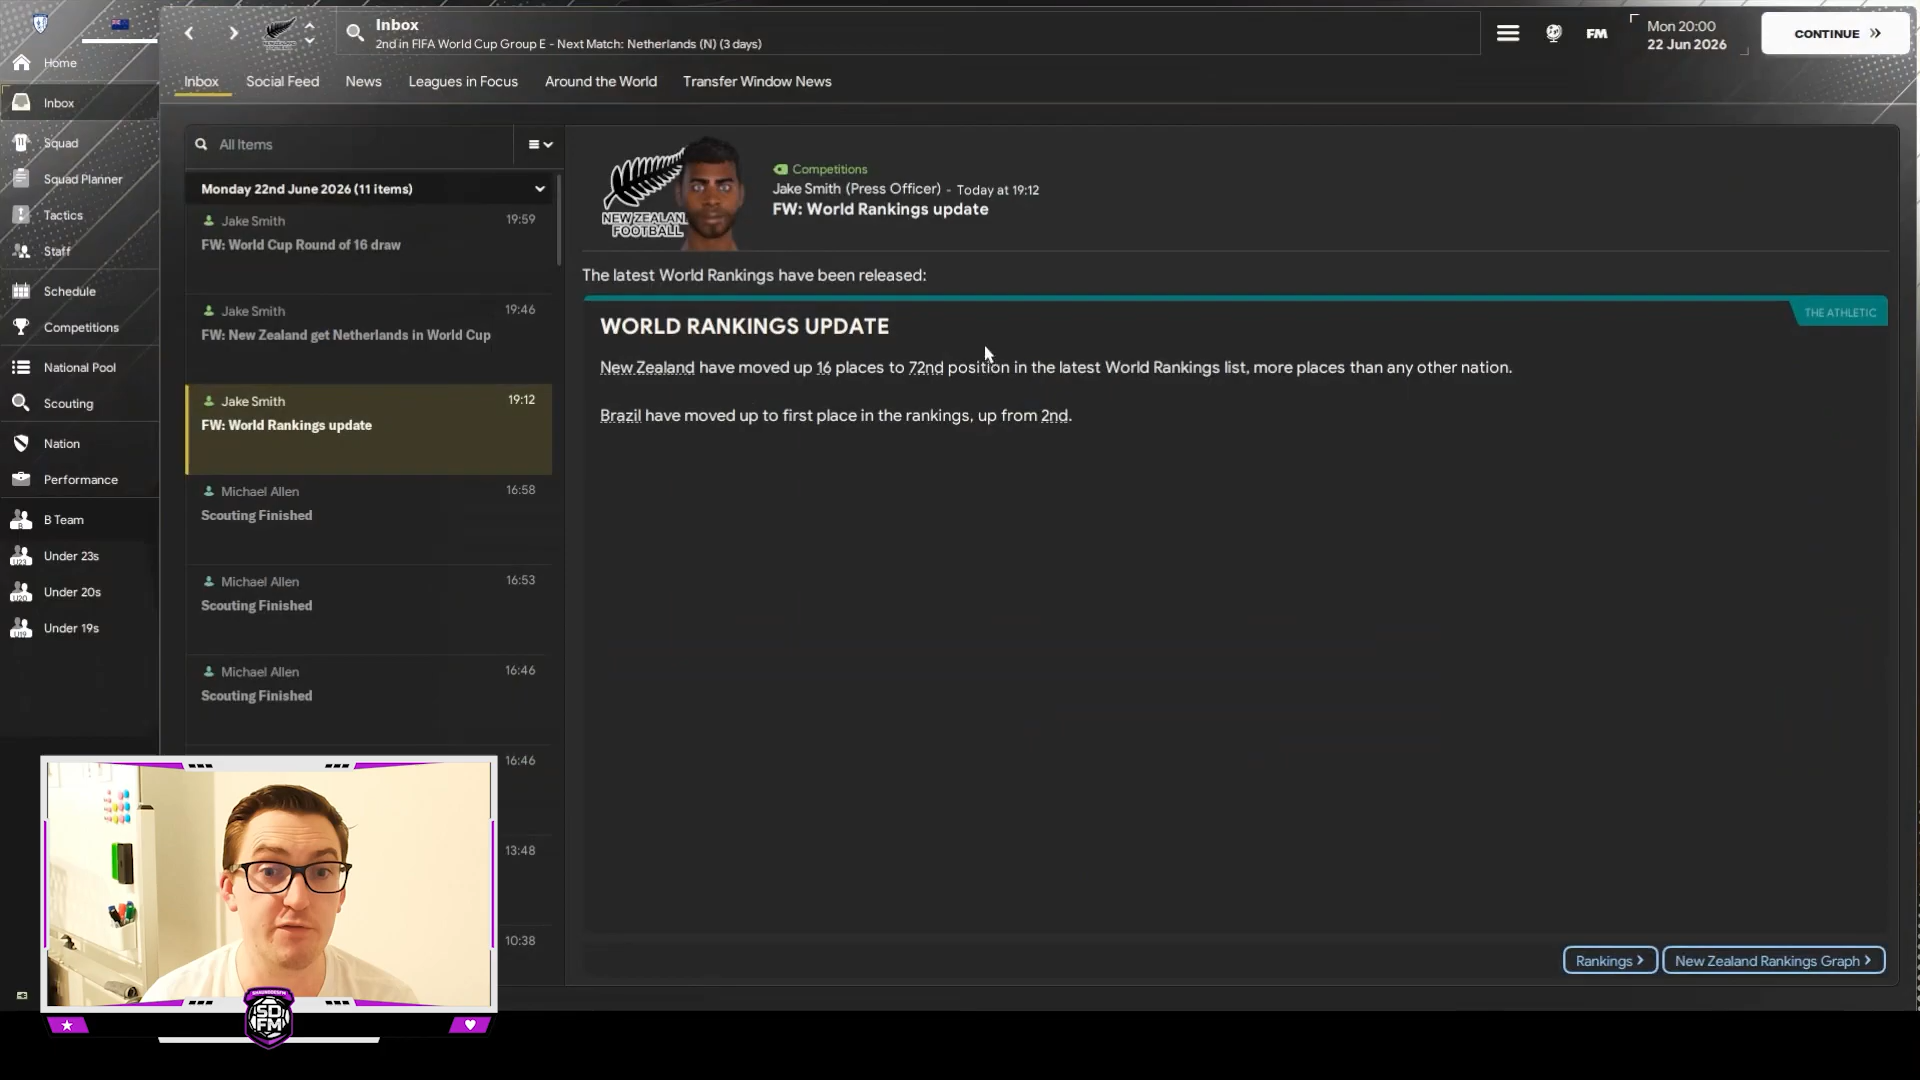 Inbox
2nd in FIFA World Cup Group E - Next Match: Netherlands (N) (3 days)
FM
Mon 20:00
22 Jun 2026
CONTINUE
Inbox
Social Feed
News
Leagues in Focus
Around the World
Transfer Window News
Home
Inbox
Squad
Squad Planner
Tactics
Staff
Schedule
Competitions
National Pool
Scouting
Nation
Performance
B Team
Under 23s
U23
Under 20s
U20
Under 19s
U19
All Items
Monday 22nd June 2026 (11 items)
Jake Smith 19:59
FW: World Cup Round of 16 draw
Jake Smith 19:46
FW: New Zealand get Netherlands in World Cup
Jake Smith 19:12
FW: World Rankings update
Michael Allen 16:58
Scouting Finished
Michael Allen 16:53
Scouting Finished
Michael Allen 16:46
Scouting Finished
16:46
13:48
10:38
NEW ZEALAN
FOOTBALL
Competitions
Jake Smith (Press Officer) - Today at 19:12
FW: World Rankings update
The latest World Rankings have been released:
THE ATHLETIC
WORLD RANKINGS UPDATE
New Zealand have moved up 16 places to 72nd position in the latest World Rankings list, more places than any other nation.
Brazil have moved up to first place in the rankings, up from 2nd.
Rankings >
New Zealand Rankings Graph >
SD
FM